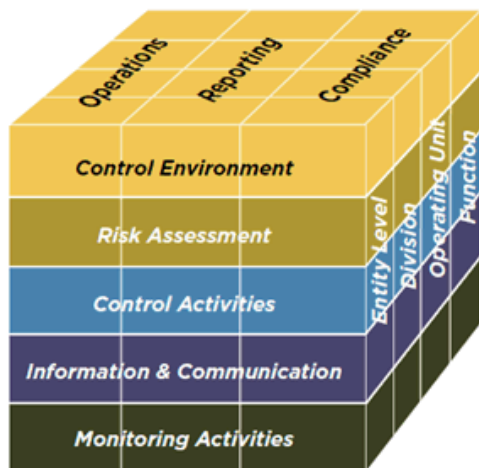 Operations
Reporting
Compliance
Control Environment
Risk Assessment
Control Activities
Information & Communication
Monitoring Activities
Entity Level
Division
Operating Unit
Function